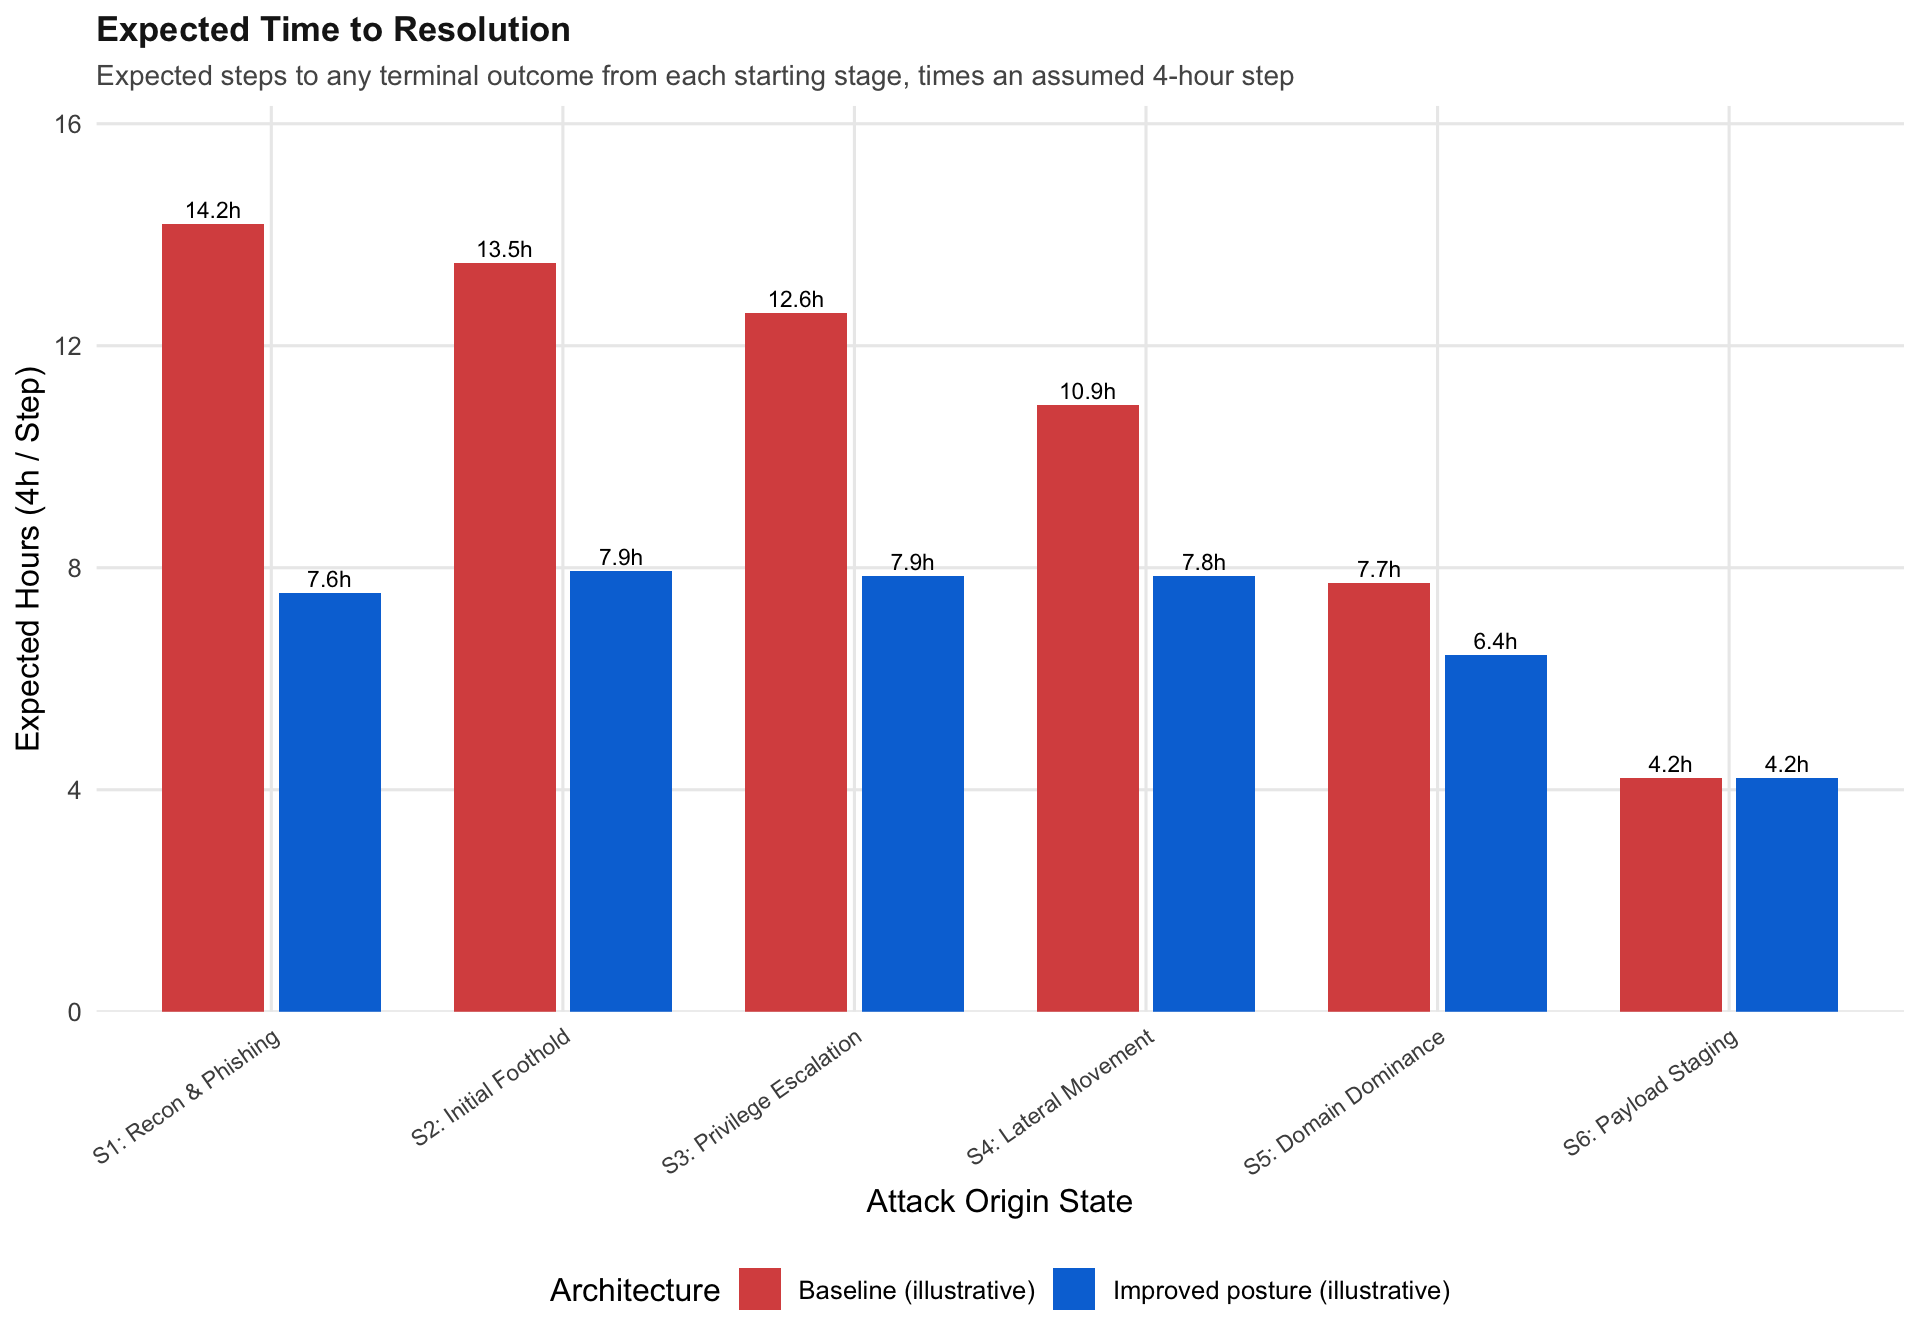 Expected Time to Resolution
Expected steps to any terminal outcome from each starting stage, times an assumed 4-hour step
Expected Hours (4h / Step)
16
12
8
4
0
14.2h
7.6h
13.5h
7.9h
12.6h
7.9h
10.9h
7.8h
7.7h
6.4h
4.2h
4.2h
S1: Recon & Phishing
S2: Initial Foothold
S3: Privilege Escalation
S4: Lateral Movement
S5: Domain Dominance
S6: Payload Staging
Attack Origin State
Architecture
Baseline (illustrative)
Improved posture (illustrative)